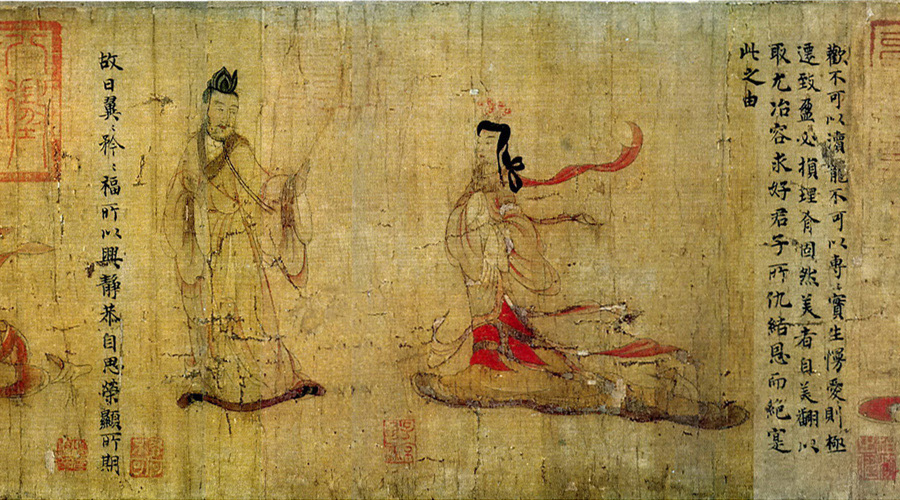 歡不可以瀆寵不可以專〻實生慢愛則極
遷致盈必損理有固然美者自美翩以
取尤冶容求好君子所仇結恩而絕寔
此之由
故曰翼〻矜〻福所以興靜恭自思榮顯所期